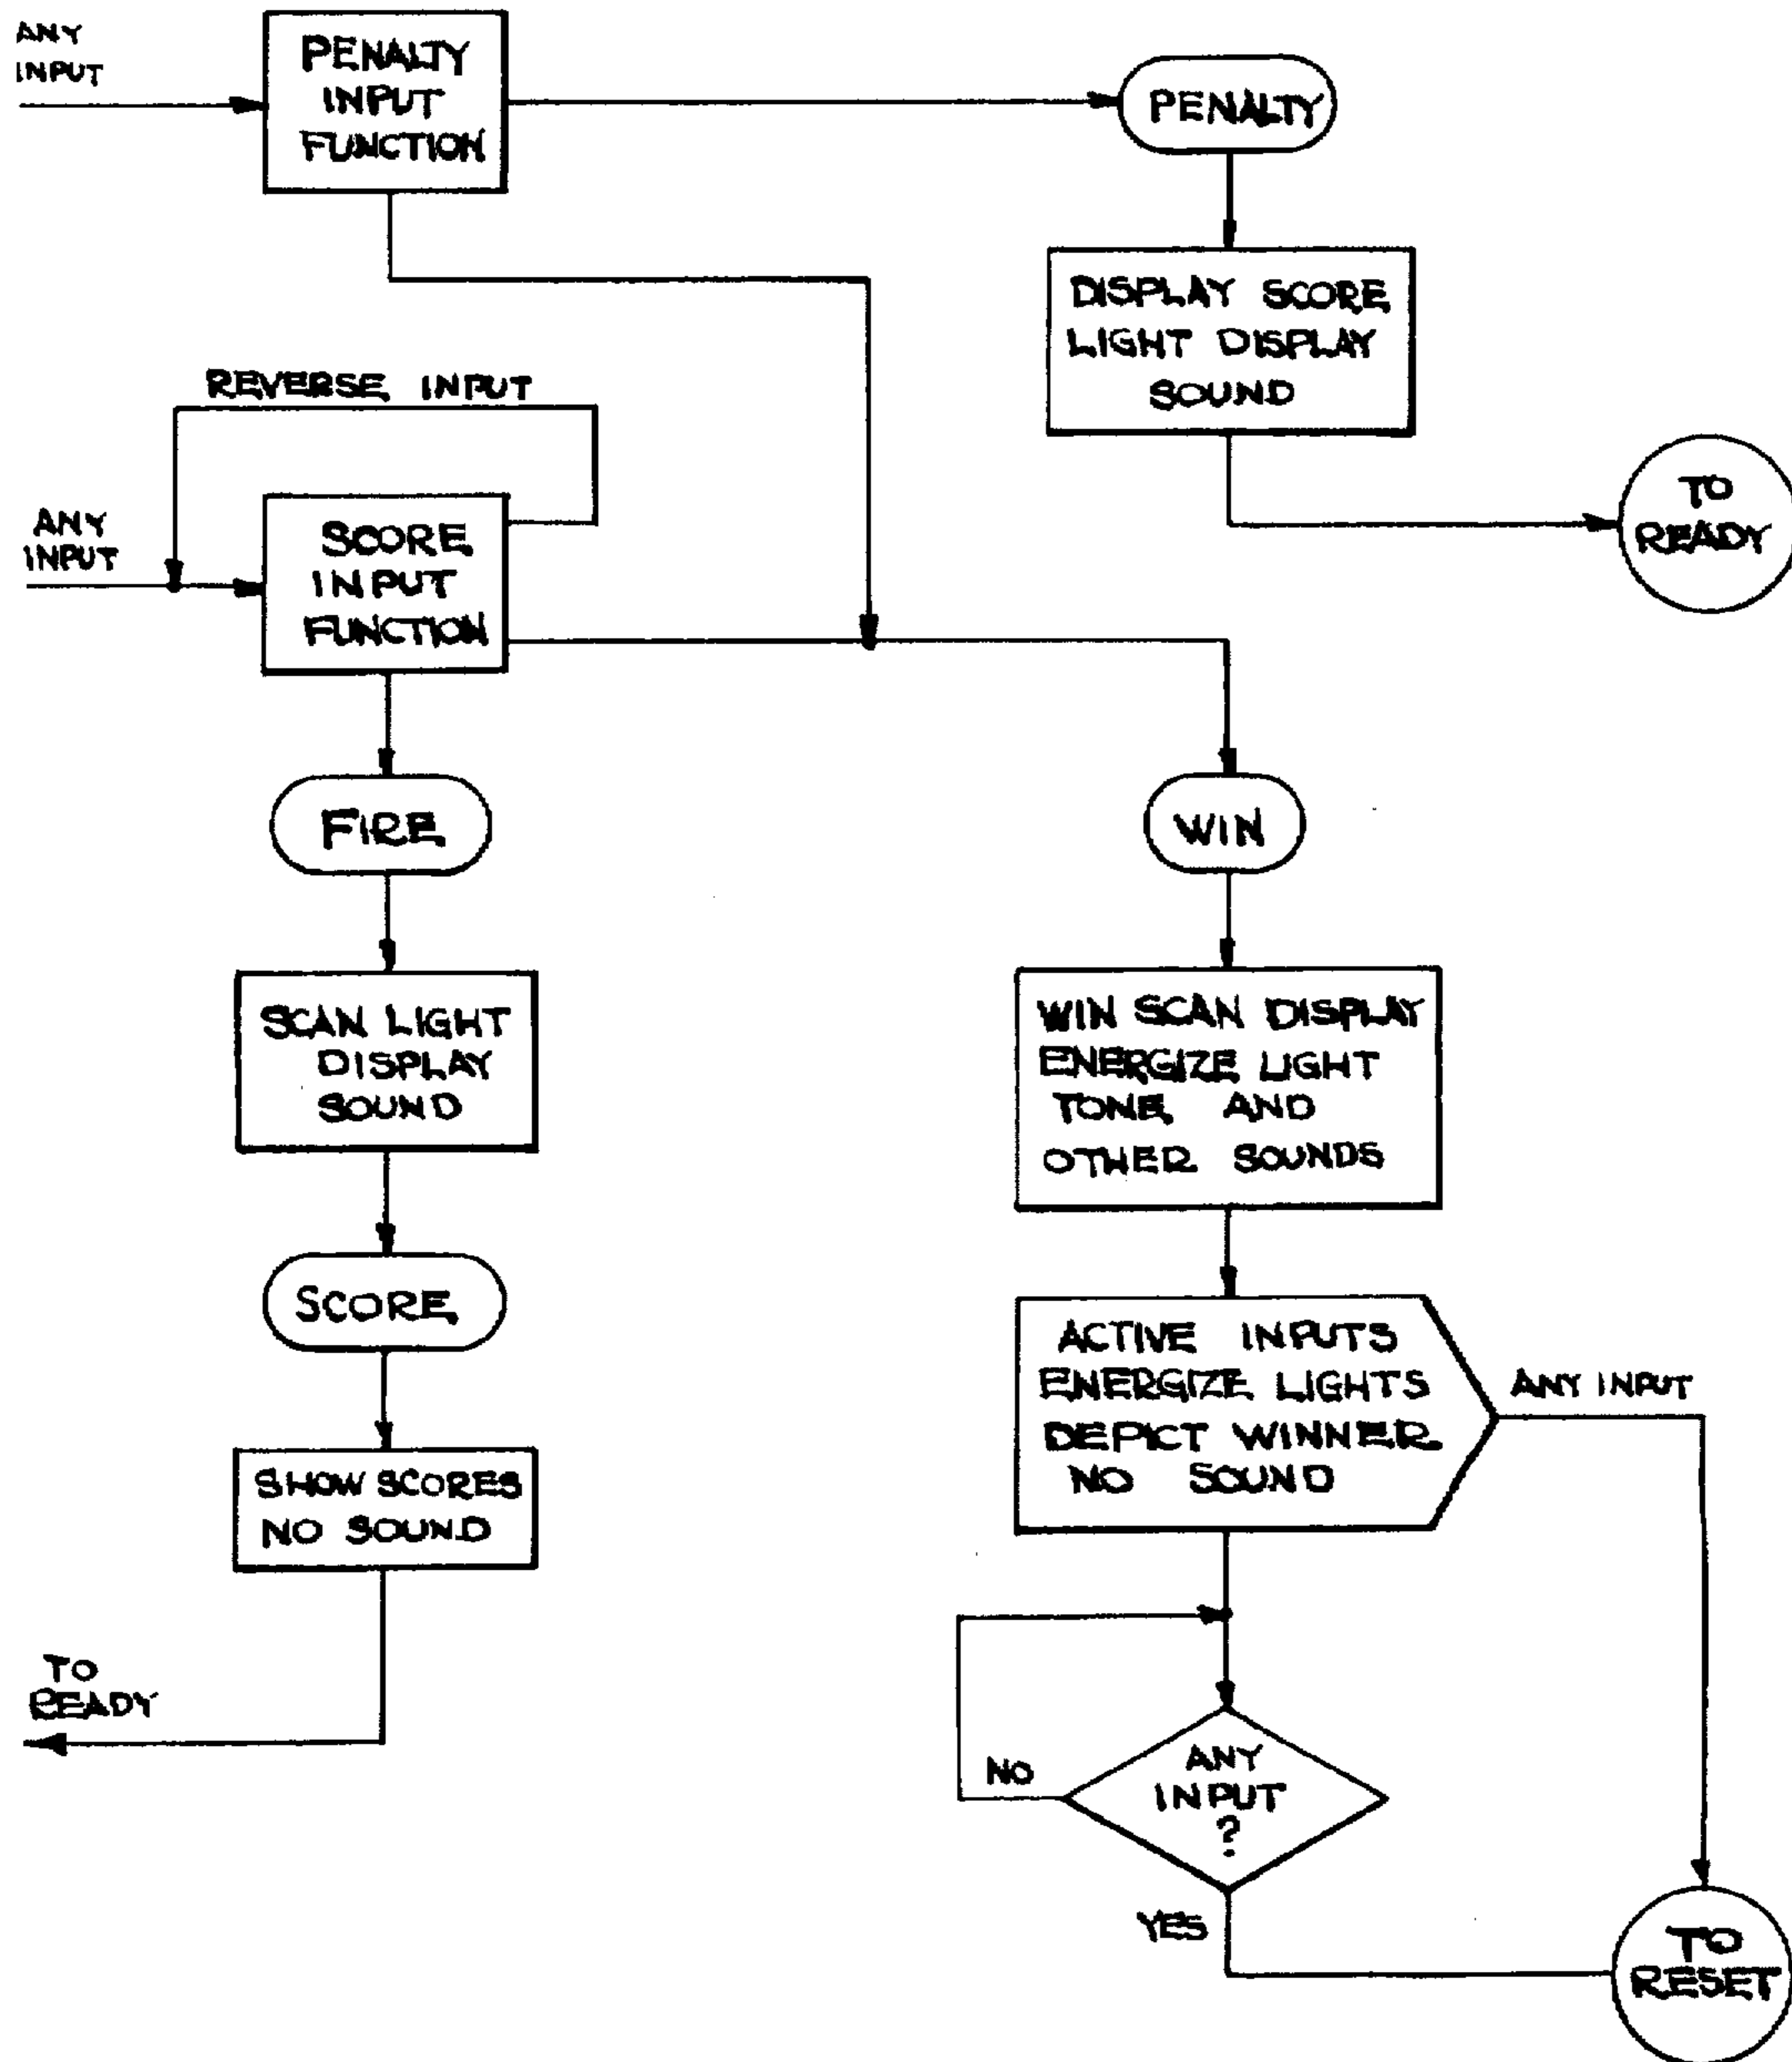 ANY
INPUT
PENALTY
INPUT
FUNCTION
PENALTY
DISPLAY SCORE
LIGHT DISPLAY
SOUND
TO
READY
REVERSE INPUT
ANY
INPUT
SCORE
INPUT
FUNCTION
FIRE
WIN
SCAN LIGHT
DISPLAY
SOUND
WIN SCAN DISPLAY
ENERGIZE LIGHT
TONE AND
OTHER SOUNDS
SCORE
ACTIVE INPUTS
ENERGIZE LIGHTS
DEPICT WINNER
NO SOUND
ANY INPUT
SHOW SCORES
NO SOUND
TO
READY
NO
ANY
INPUT
?
YES
TO
RESET